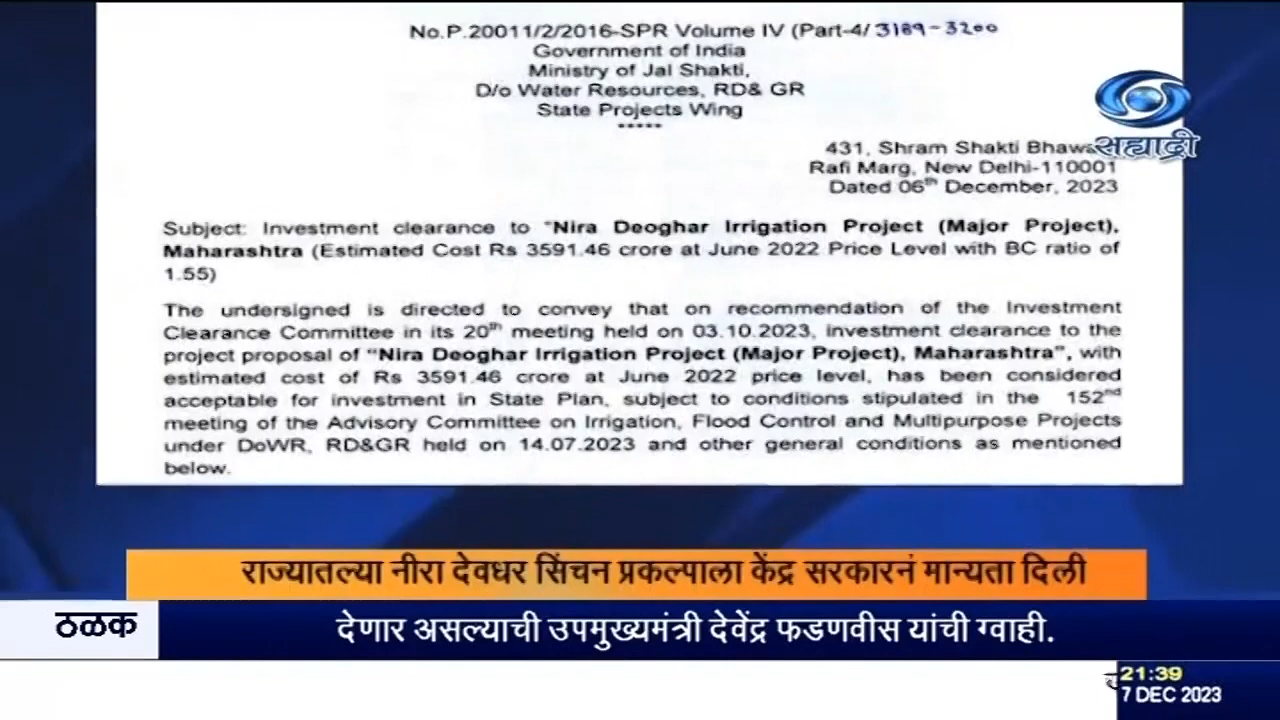 No.P.20011/2/2016-SPR Volume IV (Part-4/ 3189-3200
Government of India
Ministry of Jal Shakti,
D/o Water Resources, RD& GR
State Projects Wing
*****
431, Shram Shakti
Rafi Marg, New Delhi-110001
Dated 06th December, 2023
सह्याद्री
Subject: Investment clearance to "Nira Deoghar Irrigation Project (Major Project),
Maharashtra (Estimated Cost Rs 3591.46 crore at June 2022 Price Level with BC ratio of
1.55)
The undersigned is directed to convey that on recommendation of the Investment
Clearance Committee in its 20th meeting held on 03.10.2023, investment clearance to the
project proposal of "Nira Deoghar Irrigation Project (Major Project), Maharashtra", with
estimated cost of Rs 3591.46 crore at June 2022 price level, has been considered
acceptable for investment in State Plan, subject to conditions stipulated in the 152nd
meeting of the Advisory Committee on Irrigation, Flood Control and Multipurpose Projects
under DoWR, RD&GR held on 14.07.2023 and other general conditions as mentioned
below.
राज्यातल्या नीरा देवधर सिंचन प्रकल्पाला केंद्र सरकारनं मान्यता दिली
ठळक
देणार असल्याची उपमुख्यमंत्री देवेंद्र फडणवीस यांची ग्वाही.
21:39
7 DEC 2023